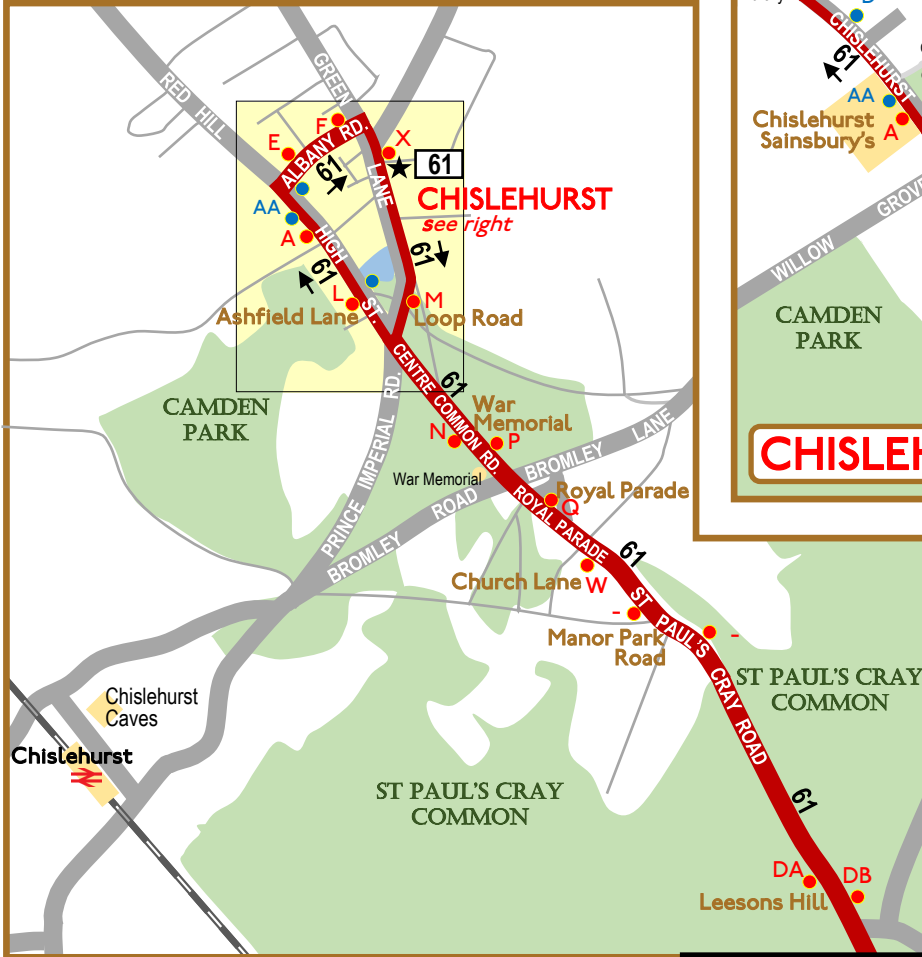 RED HILL
GREEN
LANE
F
E
ALBANY RD.
X
61
61
CHISLEHURST
see right
AA
A
HIGH
ST.
61
61
L
M
Ashfield Lane
Loop Road
CENTRE COMMON RD.
61
CAMDEN
PARK
PRINCE IMPERIAL RD.
War
Memorial
N
P
War Memorial
BROMLEY LANE
BROMLEY ROAD
ROYAL PARADE
Royal Parade
Q
61
Church Lane
W
-
Manor Park
Road
ST PAUL'S CRAY ROAD
-
ST PAUL'S CRAY
COMMON
Chislehurst
Caves
Chislehurst
ST PAUL'S CRAY
COMMON
61
DA
DB
Leesons Hill
CHISLEHURST
61
AA
A
Chislehurst
Sainsbury's
WILLOW GROVE
CAMDEN
PARK
CHISLEH